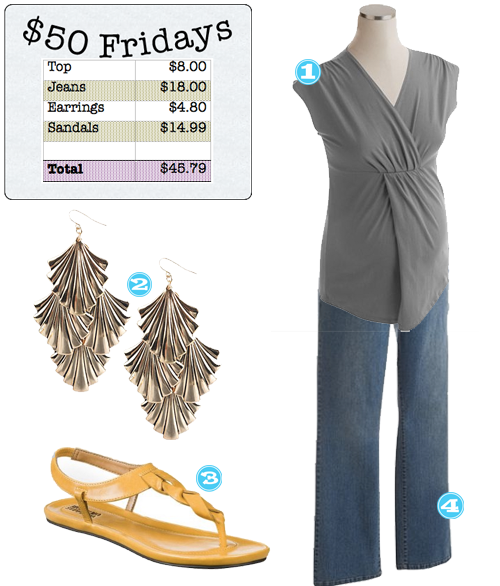 $50 Fridays
Top $8.00
Jeans $18.00
Earrings $4.80
Sandals $14.99
Total $45.79
1
2
3
4